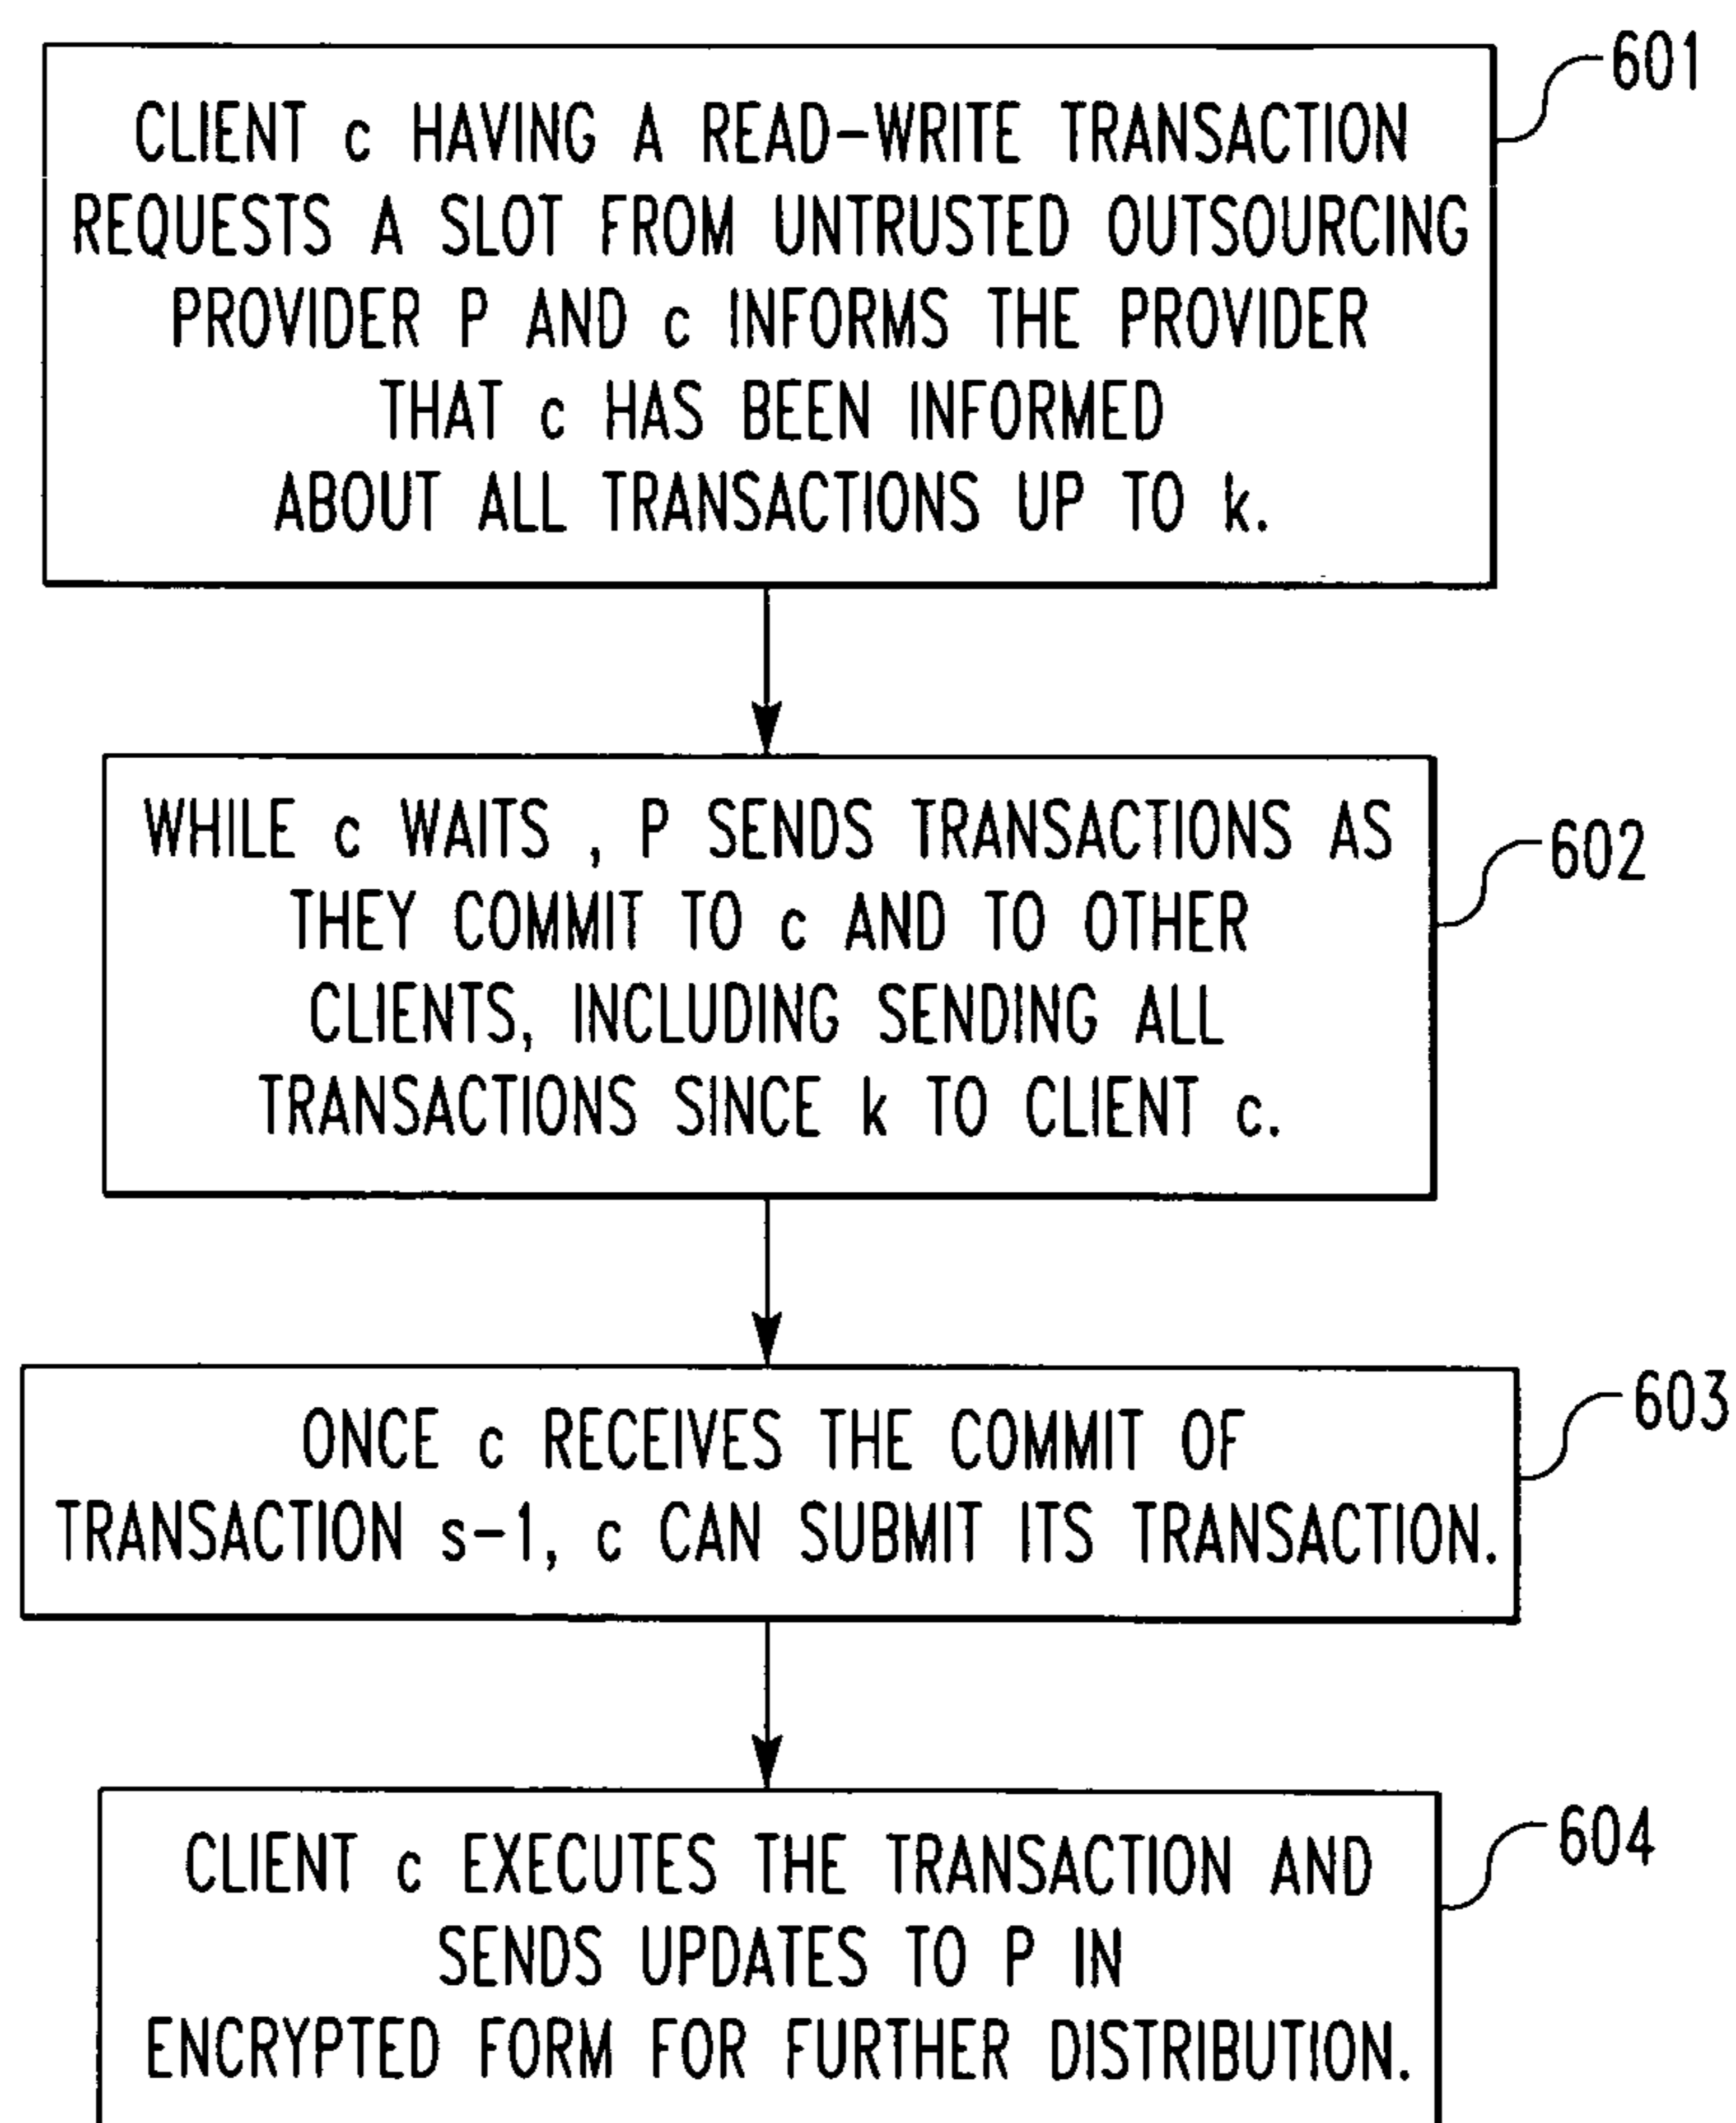 601
CLIENT c HAVING A READ-WRITE TRANSACTION
REQUESTS A SLOT FROM UNTRUSTED OUTSOURCING
PROVIDER P AND c INFORMS THE PROVIDER
THAT c HAS BEEN INFORMED
ABOUT ALL TRANSACTIONS UP TO k.
602
WHILE c WAITS , P SENDS TRANSACTIONS AS
THEY COMMIT TO c AND TO OTHER
CLIENTS, INCLUDING SENDING ALL
TRANSACTIONS SINCE k TO CLIENT c.
603
ONCE c RECEIVES THE COMMIT OF
TRANSACTION s-1, c CAN SUBMIT ITS TRANSACTION.
604
CLIENT c EXECUTES THE TRANSACTION AND
SENDS UPDATES TO P IN
ENCRYPTED FORM FOR FURTHER DISTRIBUTION.